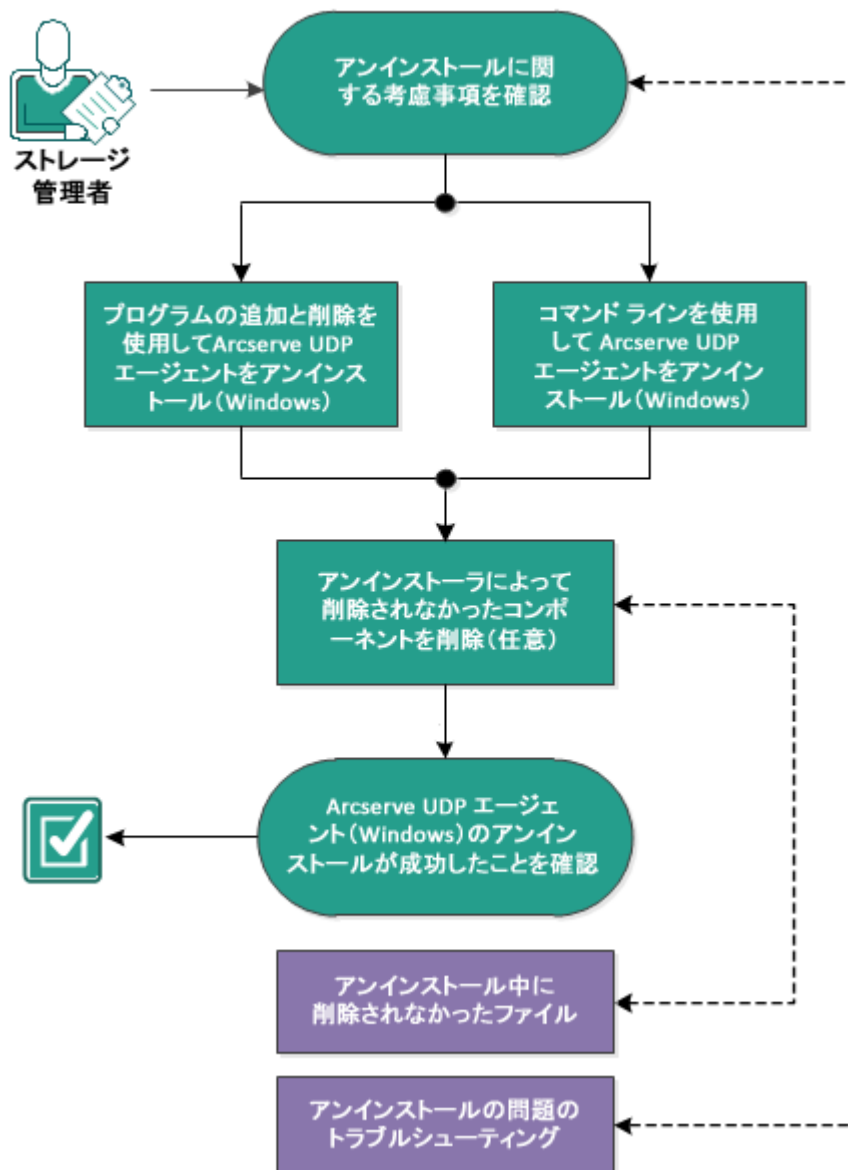 アンインストールに関
する考慮事項を確認
ストレージ
管理者
プログラムの追加と削除を
使用してArcserve UDP
エージェントをアンインス
トール（Windows）
コマンド ラインを使用
して Arcserve UDP
エージェントをアンイン
ストール（Windows）
アンインストーラによって
削除されなかったコンポ
ーネントを削除（任意）
Arcserve UDP エージェ
ント（Windows）のアンイン
ストールが成功したことを確認
アンインストール中に
削除されなかったファイル
アンインストールの問題の
トラブルシューティング